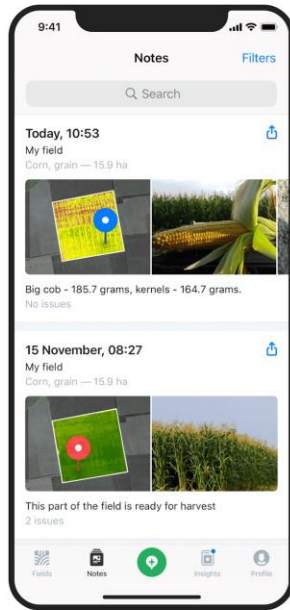 9:41
Notes
Filters
Search
Today, 10:53
My field
Corn, grain — 15.9 ha
Big cob - 185.7 grams, kernels - 164.7 grams.
No issues
15 November, 08:27
My field
Corn, grain — 15.9 ha
This part of the field is ready for harvest
2 issues
Fields
Notes
Insights
Profile